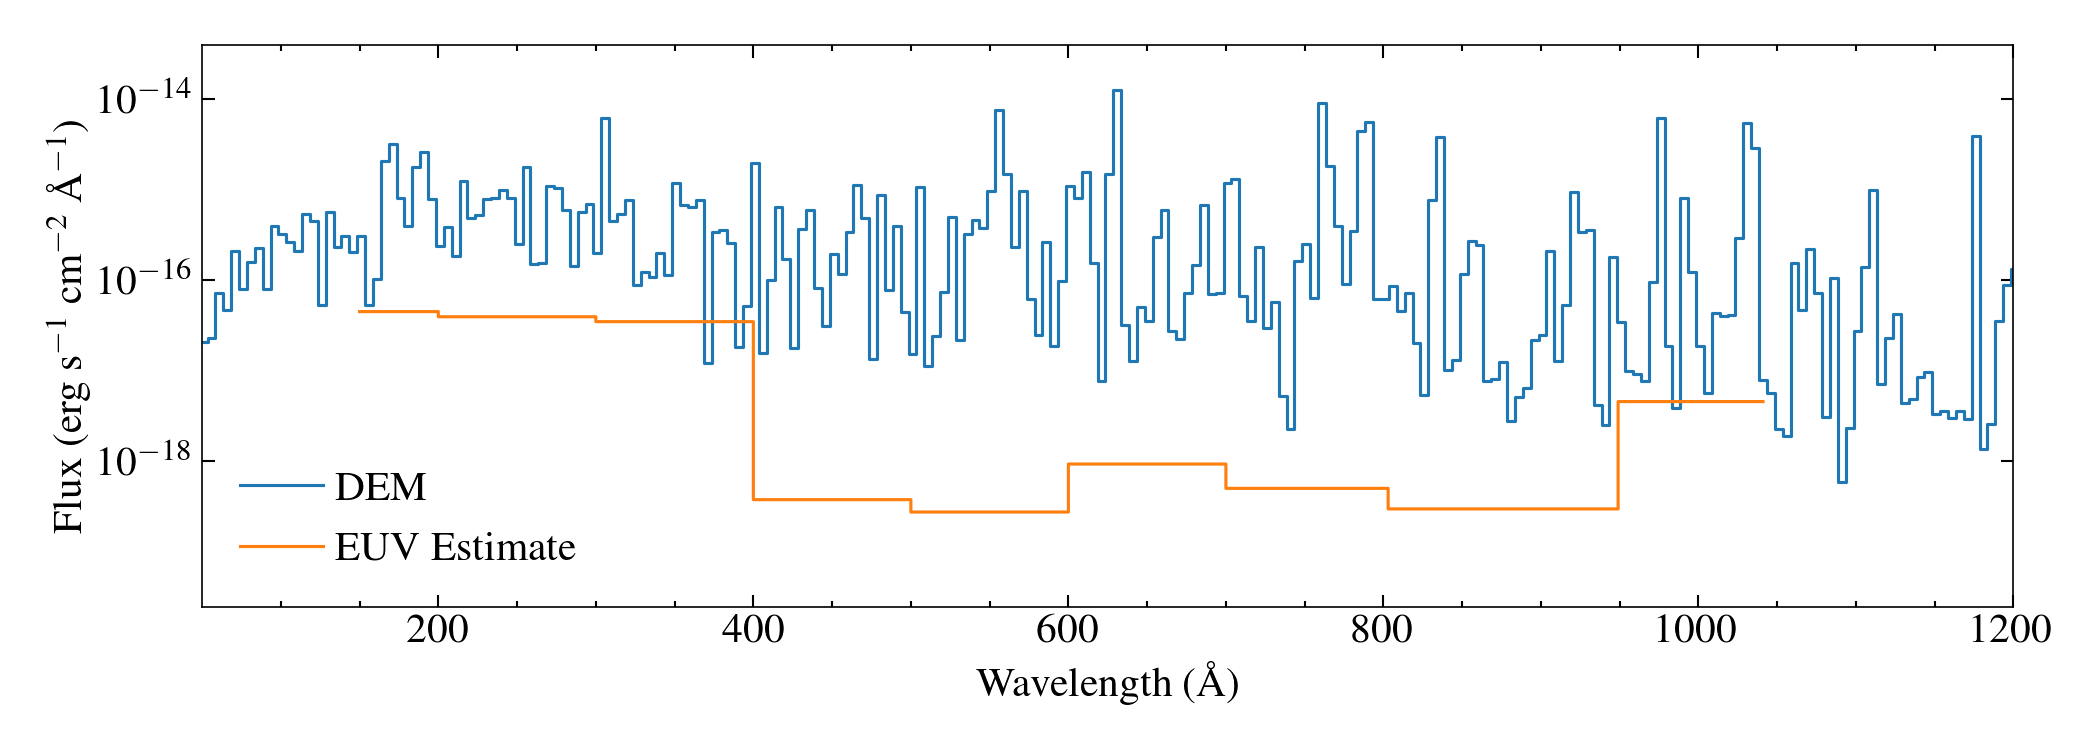 Flux (erg s⁻¹ cm⁻² Å⁻¹)
10⁻¹⁴
10⁻¹⁶
10⁻¹⁸
DEM
EUV Estimate
200 400 600 800 1000 1200
Wavelength (Å)